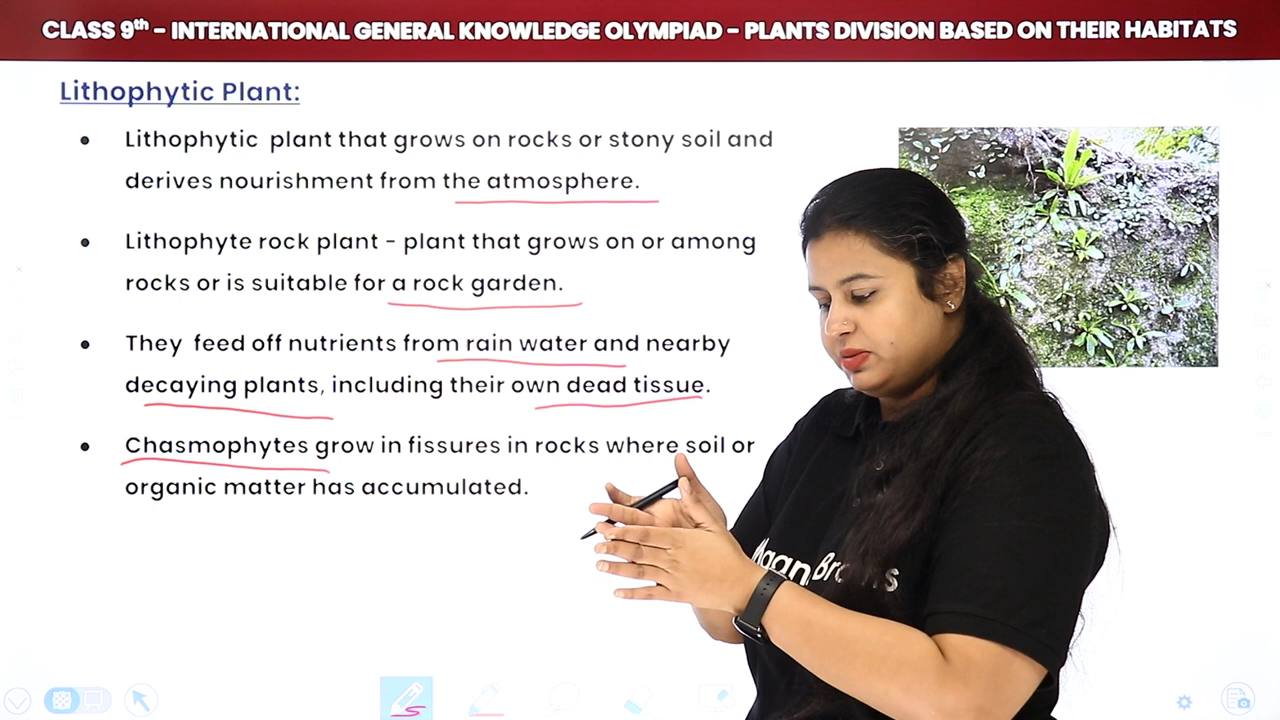 CLASS 9th - INTERNATIONAL GENERAL KNOWLEDGE OLYMPIAD - PLANTS DIVISION BASED ON THEIR HABITATS
Lithophytic Plant:
• Lithophytic plant that grows on rocks or stony soil and
derives nourishment from the atmosphere.
• Lithophyte rock plant - plant that grows on or among
rocks or is suitable for a rock garden.
• They feed off nutrients from rain water and nearby
decaying plants, including their own dead tissue.
• Chasmophytes grow in fissures in rocks where soil or
organic matter has accumulated.